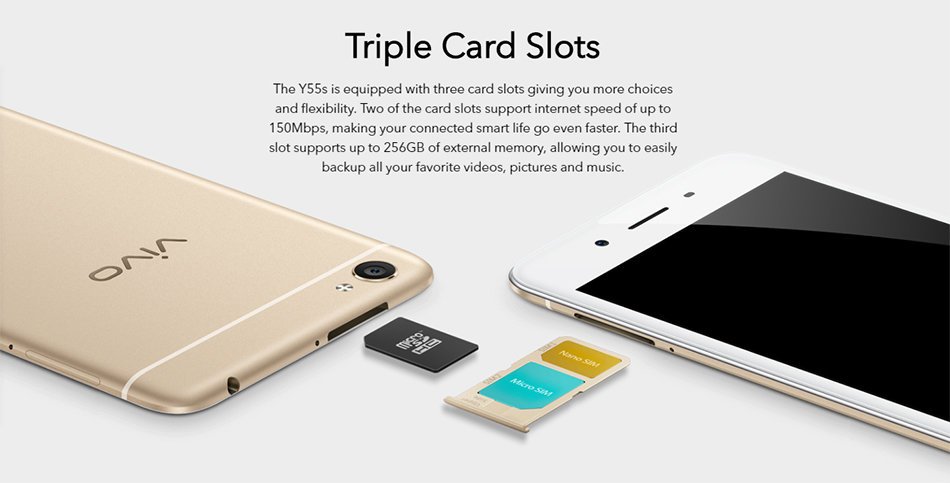 Triple Card Slots
The Y55s is equipped with three card slots giving you more choices
and flexibility. Two of the card slots support internet speed of up to
150Mbps, making your connected smart life go even faster. The third
slot supports up to 256GB of external memory, allowing you to easily
backup all your favorite videos, pictures and music.
vivo
micro
SD
HC
Nano SIM
Micro SIM